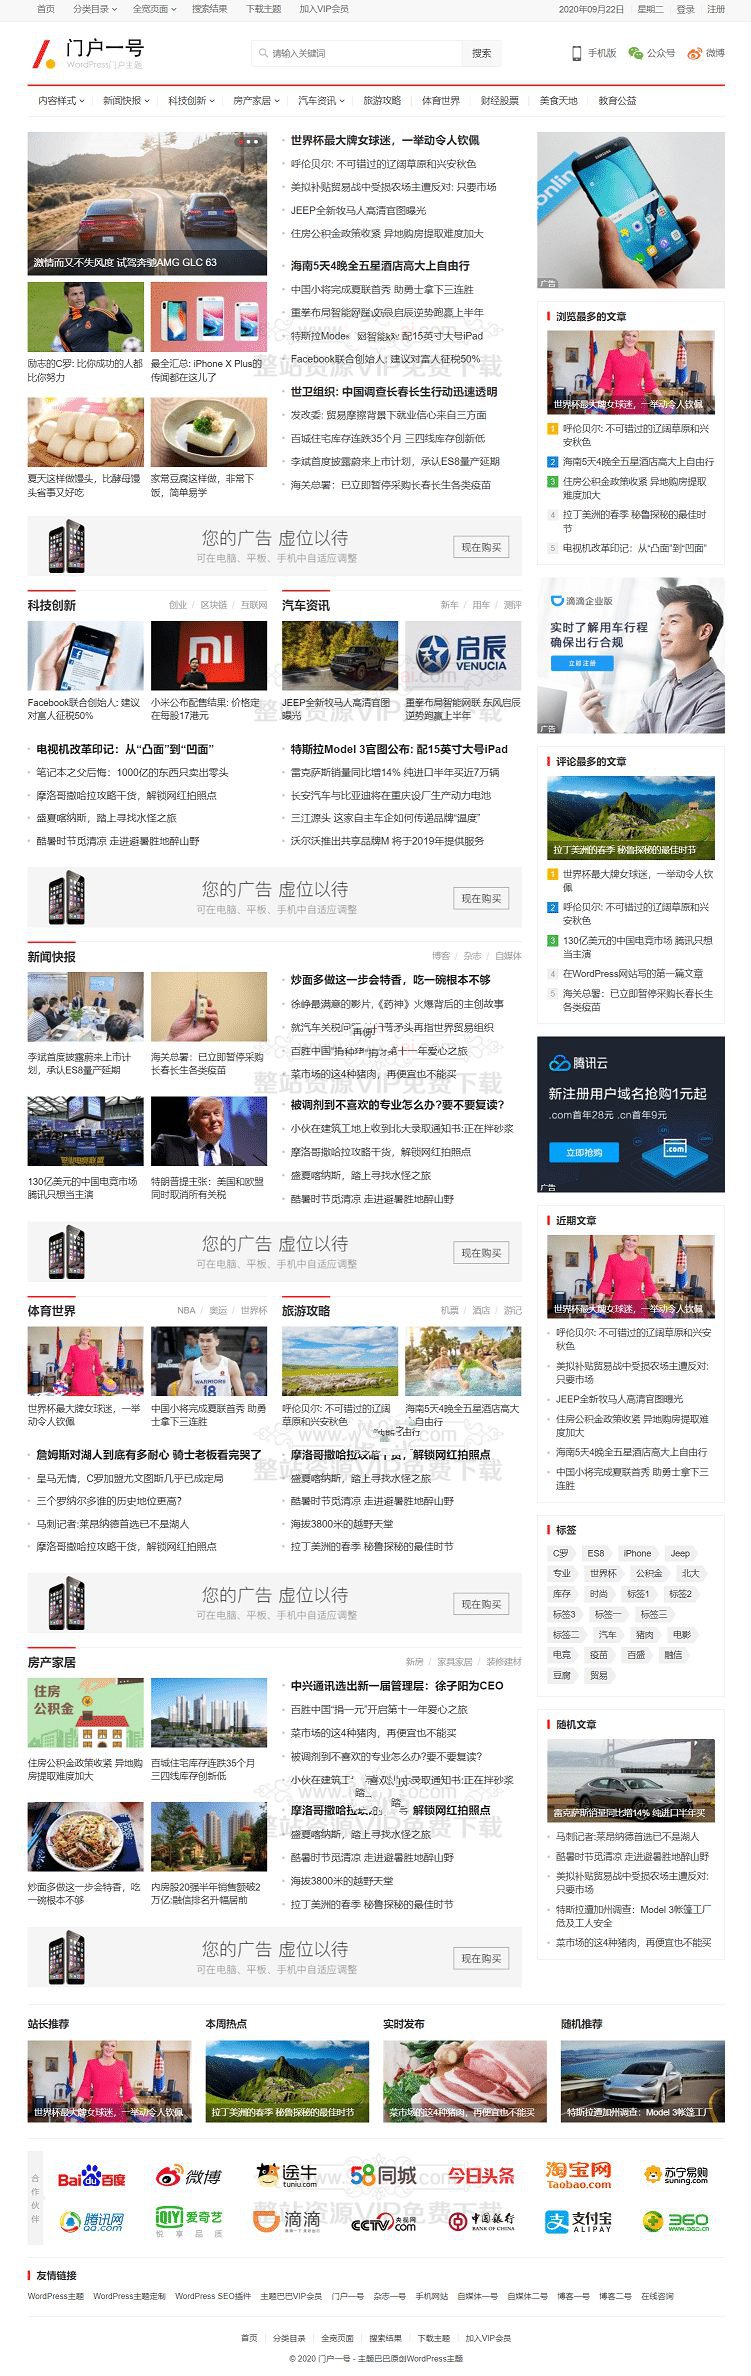 首页 分类目录 全宽页面 搜索结果 下载主题 加入VIP会员
2020年09月22日 星期二 登录 注册
门户一号
WordPress门户主题
请输入关键词 搜索
手机版 公众号 微博
内容样式 新闻快报 科技创新 房产家居 汽车资讯 旅游攻略 体育世界 财经股票 美食天地 教育公益
激情而又不失风度 试驾奔驰AMG GLC 63
励志的C罗: 比你成功的人都
比你努力
最全汇总: iPhone X Plus的
传闻都在这儿了
夏天这样做馒头，比酵母馒
头省事又好吃
家常豆腐这样做，非常下
饭，简单易学
世界杯最大牌女球迷，一举动令人钦佩
呼伦贝尔: 不可错过的辽阔草原和兴安秋色
美拟补贴贸易战中受损农场主遭反对: 只要市场
JEEP全新牧马人高清官图曝光
住房公积金政策收紧 异地购房提取难度加大
海南5天4晚全五星酒店高大上自由行
中国小将完成夏联首秀 助勇士拿下三连胜
重掌布局智能网联 东风启辰逆势跑赢上半年
配15英寸大号iPad
Facebook联合创始人: 建议对富人征税50%
世卫组织: 中国调查长春长生行动迅速透明
发改委: 贸易摩擦背景下就业信心来自三方面
百城住宅库存连跌35个月 三四线库存创新低
李斌首度披露蔚来上市计划，承认ES8量产延期
海关总署：已立即暂停采购长春长生各类疫苗
广告
浏览最多的文章
世界杯最大牌女球迷，一举动令人钦佩
1 呼伦贝尔: 不可错过的辽阔草原和兴
安秋色
2 海南5天4晚全五星酒店高大上自由行
3 住房公积金政策收紧 异地购房提取
难度加大
4 拉丁美洲的春季 秘鲁探秘的最佳时
节
5 电视机改革印记：从“凸面”到“凹面”
您的广告 虚位以待
可在电脑、平板、手机中自适应调整
现在购买
滴滴企业版
实时了解用车行程
确保出行合规
立即注册
广告
科技创新 创业 / 区块链 / 互联网
Facebook联合创始人: 建议
对富人征税50%
小米公布配售结果: 价格定
在每股17港元
电视机改革印记：从“凸面”到“凹面”
笔记本之父后悔：1000亿的东西只卖出零头
摩洛哥撒哈拉攻略干货，解锁网红拍照点
盛夏喀纳斯，踏上寻找水怪之旅
酷暑时节觅清凉 走进避暑胜地醉山野
汽车资讯 新车 / 用车 / 测评
启辰
VENUCIA
JEEP全新牧马人高清官图
曝光
重掌布局智能网联 东风启辰
逆势跑赢上半年
特斯拉Model 3官图公布: 配15英寸大号iPad
雷克萨斯销量同比增14% 纯进口半年买近7万辆
长安汽车与比亚迪将在重庆设厂生产动力电池
三江源头 这家自主车企如何传递品牌“温度”
沃尔沃推出共享品牌M 将于2019年提供服务
评论最多的文章
拉丁美洲的春季 秘鲁探秘的最佳时节
1 世界杯最大牌女球迷，一举动令人钦
佩
2 呼伦贝尔: 不可错过的辽阔草原和兴
安秋色
3 130亿美元的中国电竞市场 腾讯只想
当主演
4 在WordPress网站写的第一篇文章
5 海关总署：已立即暂停采购长春长生
各类疫苗
您的广告 虚位以待
可在电脑、平板、手机中自适应调整
现在购买
新闻快报 博客 / 杂志 / 自媒体
李斌首度披露蔚来上市计
划，承认ES8量产延期
海关总署：已立即暂停采购
长春长生各类疫苗
130亿美元的中国电竞市场
腾讯只想当主演
特朗普提主张：美国和欧盟
同时取消所有关税
炒面多做这一步会特香，吃一碗根本不够
徐峥最满意的影片，《药神》火爆背后的主创故事
就汽车关税问题 矛头再指世界贸易组织
百胜中国“捐一 第十一年爱心之旅
菜市场的这4种猪肉，再便宜也不能买
被调剂到不喜欢的专业怎么办?要不要复读?
小伙在建筑工地上收到北大录取通知书:正在拌砂浆
摩洛哥撒哈拉攻略干货，解锁网红拍照点
盛夏喀纳斯，踏上寻找水怪之旅
酷暑时节觅清凉 走进避暑胜地醉山野
腾讯云
新注册用户域名抢购1元起
.com首年28元 .cn首年9元
立即抢购
.com
广告
近期文章
世界杯最大牌女球迷，一举动令人钦佩
呼伦贝尔: 不可错过的辽阔草原和兴安
秋色
美拟补贴贸易战中受损农场主遭反对:
只要市场
JEEP全新牧马人高清官图曝光
住房公积金政策收紧 异地购房提取难
度加大
海南5天4晚全五星酒店高大上自由行
中国小将完成夏联首秀 助勇士拿下三
连胜
您的广告 虚位以待
可在电脑、平板、手机中自适应调整
现在购买
体育世界 NBA / 奥运 / 世界杯
世界杯最大牌女球迷，一举
动令人钦佩
中国小将完成夏联首秀 助勇
士拿下三连胜
詹姆斯对湖人到底有多耐心 骑士老板看完哭了
皇马无情，C罗加盟尤文图斯几乎已成定局
三个罗纳尔多谁的历史地位更高?
马刺记者:莱昂纳德首选已不是湖人
摩洛哥撒哈拉攻略干货，解锁网红拍照点
旅游攻略 机票 / 酒店 / 游记
呼伦贝尔: 不可错过的辽阔
草原和兴安秋色
海南5天4晚全五星酒店高大
上自由行
摩洛哥撒哈拉攻略干货，解锁网红拍照点
盛夏喀纳斯，踏上寻找水怪之旅
酷暑时节觅清凉 走进避暑胜地醉山野
海拔3800米的越野天堂
拉丁美洲的春季 秘鲁探秘的最佳时节
标签
C罗 ES8 iPhone Jeep
专业 世界杯 公积金 北大
库存 时尚 标签1 标签2
标签3 标签一 标签三
标签二 汽车 猪肉 电影
电竞 疫苗 百盛 融信
豆腐 贸易
您的广告 虚位以待
可在电脑、平板、手机中自适应调整
现在购买
房产家居 新房 / 家具家居 / 装修建材
住房
公积金
住房公积金政策收紧 异地购
房提取难度加大
百城住宅库存连跌35个月
三四线库存创新低
炒面多做这一步会特香，吃
一碗根本不够
内房股20强半年销售额破2
万亿:融信排名升幅居前
中兴通讯选出新一届管理层：徐子阳为CEO
百胜中国“捐一元”开启第十一年爱心之旅
菜市场的这4种猪肉，再便宜也不能买
被调剂到不喜欢的专业怎么办?要不要复读?
小伙在建筑工 录取通知书:正在拌砂浆
摩洛哥撒哈拉 解锁网红拍照点
盛夏喀纳斯，踏上寻找水怪之旅
酷暑时节觅清凉 走进避暑胜地醉山野
海拔3800米的越野天堂
拉丁美洲的春季 秘鲁探秘的最佳时节
随机文章
雷克萨斯销量同比增14% 纯进口半年买
马刺记者:莱昂纳德首选已不是湖人
酷暑时节觅清凉 走进避暑胜地醉山野
美拟补贴贸易战中受损农场主遭反对:
只要市场
特斯拉遭加州调查：Model 3帐篷工厂
危及工人安全
菜市场的这4种猪肉，再便宜也不能买
您的广告 虚位以待
可在电脑、平板、手机中自适应调整
现在购买
站长推荐 本周热点 实时发布 随机推荐
世界杯最大牌女球迷，一举动令人钦佩
拉丁美洲的春季 秘鲁探秘的最佳时节
菜市场的这4种猪肉，再便宜也不能买
特斯拉遭加州调查：Model 3帐篷工厂
合作伙伴
Bai du 百度 微博 途牛 tuniu.com 58同城 今日头条 淘宝网 Taobao.com 苏宁易购 suning.com
腾讯网 QQ.com iQIYI 爱奇艺 悦享品质 滴滴 CCTV.com 央视网 中国银行 BANK OF CHINA 支付宝 ALIPAY 360 www.360.cn
整站资源VIP免费下载
友情链接
WordPress主题 WordPress主题定制 WordPress SEO插件 主题巴巴VIP会员 门户一号 杂志一号 手机网站 自媒体一号 自媒体二号 博客一号 博客二号 在线咨询
首页 分类目录 全宽页面 搜索结果 下载主题 加入VIP会员
© 2020 门户一号 - 主题巴巴原创WordPress主题